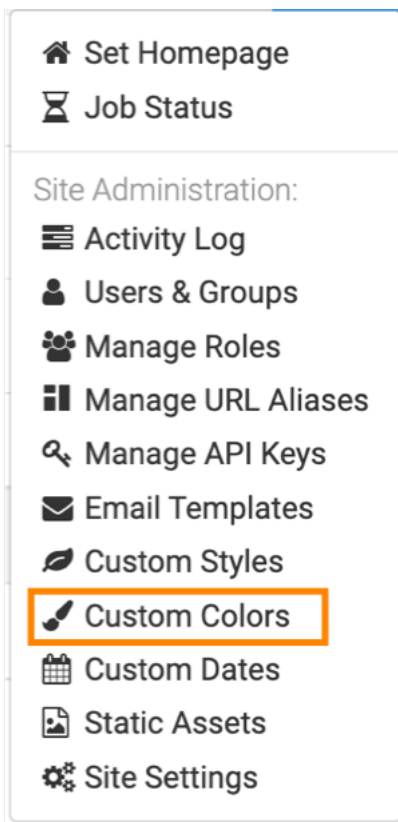 Set Homepage
Job Status
Site Administration:
Activity Log
Users & Groups
Manage Roles
Manage URL Aliases
Manage API Keys
Email Templates
Custom Styles
Custom Colors
Custom Dates
Static Assets
Site Settings